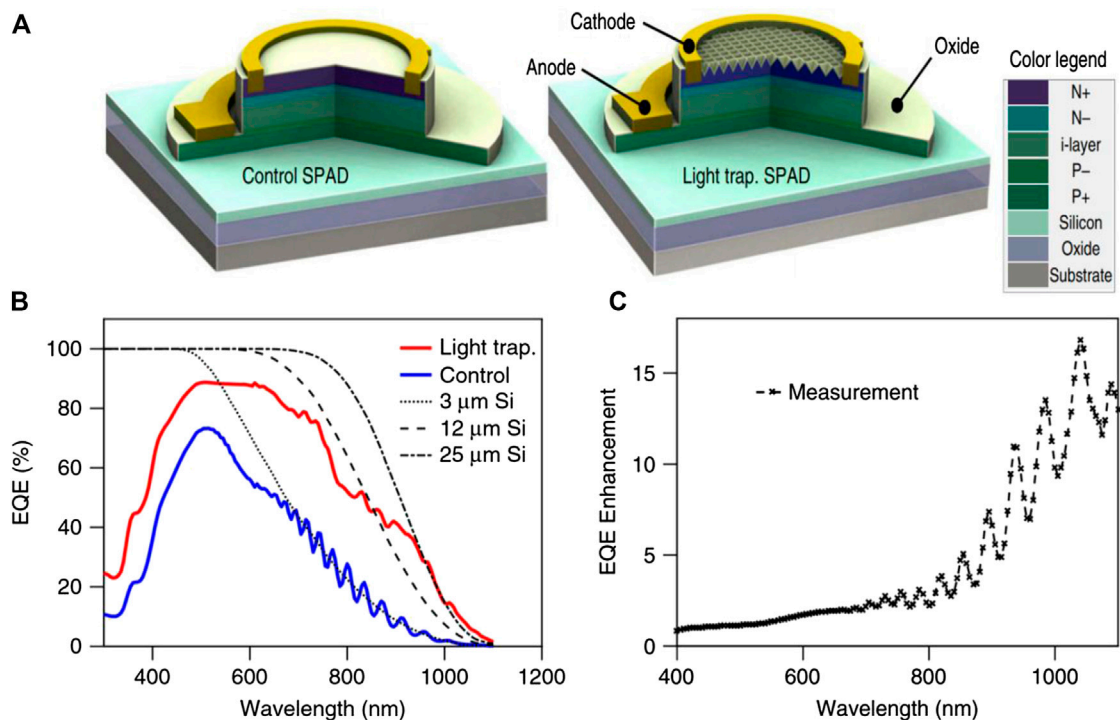 A
Cathode
Anode
Oxide
Control SPAD
Light trap. SPAD
Color legend
N+
N–
i-layer
P–
P+
Silicon
Oxide
Substrate
B
100
80
60
40
20
0
400
600
800
1000
1200
EQE (%)
Wavelength (nm)
Light trap.
Control
3 μm Si
12 μm Si
25 μm Si
C
15
10
5
0
400
600
800
1000
EQE Enhancement
Wavelength (nm)
Measurement